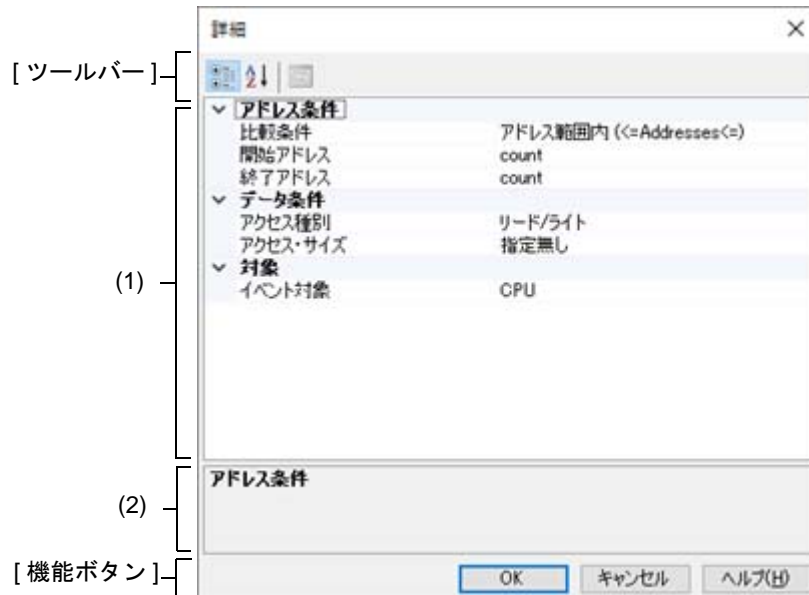 詳細
[ ツールバー ]
(1)
アドレス条件
比較条件 アドレス範囲内 (<=Addresses<=)
開始アドレス count
終了アドレス count
データ条件
アクセス種別 リード/ライト
アクセス・サイズ 指定無し
対象
イベント対象 CPU
(2)
アドレス条件
[ 機能ボタン ]
OK キャンセル ヘルプ(H)